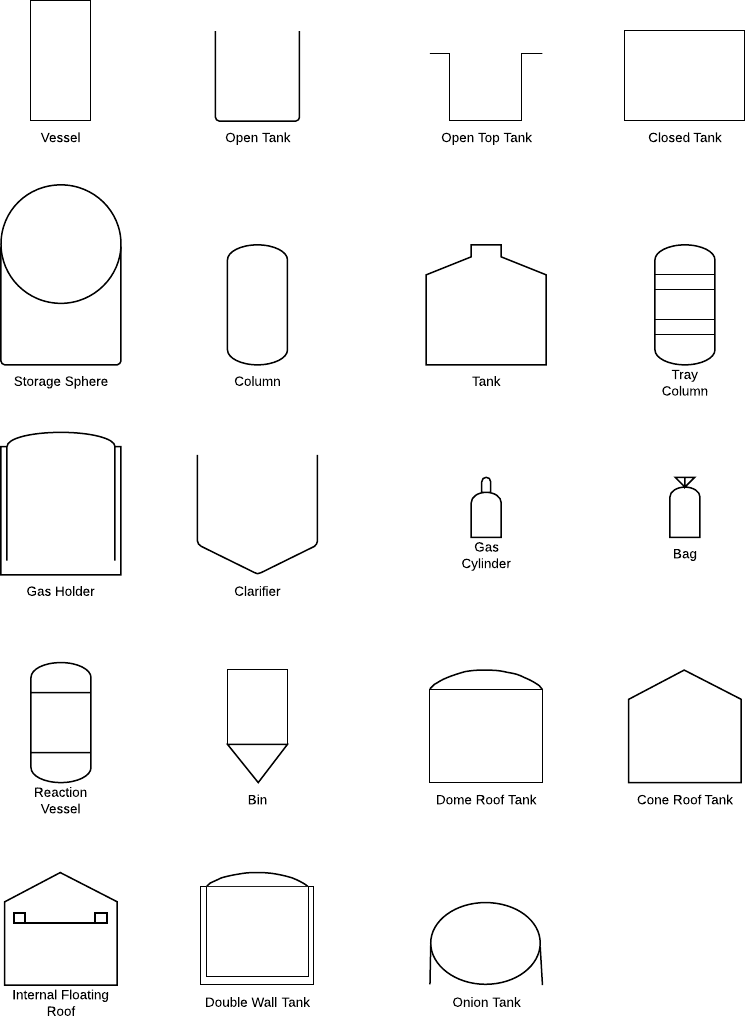 Vessel
Open Tank
Open Top Tank
Closed Tank
Storage Sphere
Column
Tank
Tray
Column
Gas Holder
Clarifier
Gas
Cylinder
Bag
Reaction
Vessel
Bin
Dome Roof Tank
Cone Roof Tank
Internal Floating
Roof
Double Wall Tank
Onion Tank